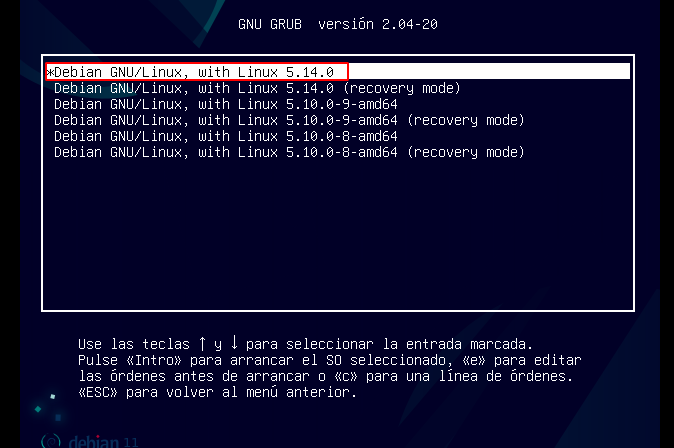 GNU GRUB  versión 2.04-20
*Debian GNU/Linux, with Linux 5.14.0
Debian GNU/Linux, with Linux 5.14.0 (recovery mode)
Debian GNU/Linux, with Linux 5.10.0-9-amd64
Debian GNU/Linux, with Linux 5.10.0-9-amd64 (recovery mode)
Debian GNU/Linux, with Linux 5.10.0-8-amd64
Debian GNU/Linux, with Linux 5.10.0-8-amd64 (recovery mode)
Use las teclas ↑ y ↓ para seleccionar la entrada marcada.
Pulse «Intro» para arrancar el SO seleccionado, «e» para editar
las órdenes antes de arrancar o «c» para una línea de órdenes.
«ESC» para volver al menú anterior.
debian 11